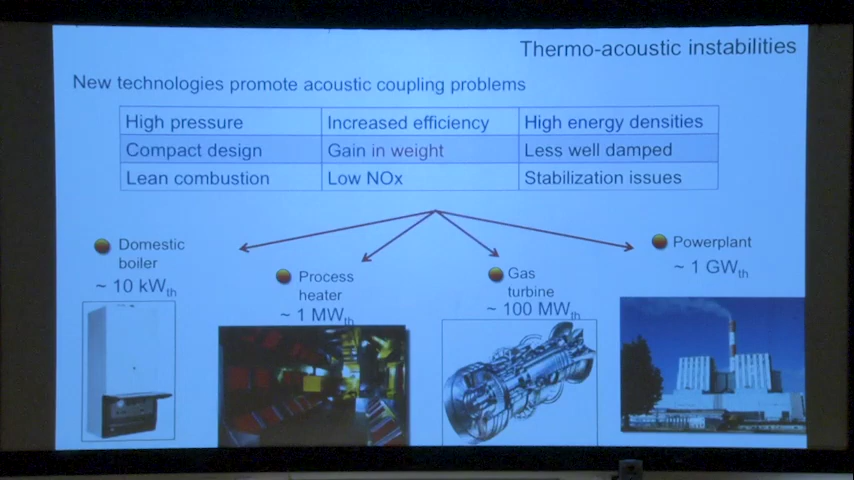 Thermo-acoustic instabilities
New technologies promote acoustic coupling problems
High pressure Increased efficiency High energy densities
Compact design Gain in weight Less well damped
Lean combustion Low NOx Stabilization issues
Domestic
boiler
~ 10 kWth
Process
heater
~ 1 MWth
Gas
turbine
~ 100 MWth
Powerplant
~ 1 GWth